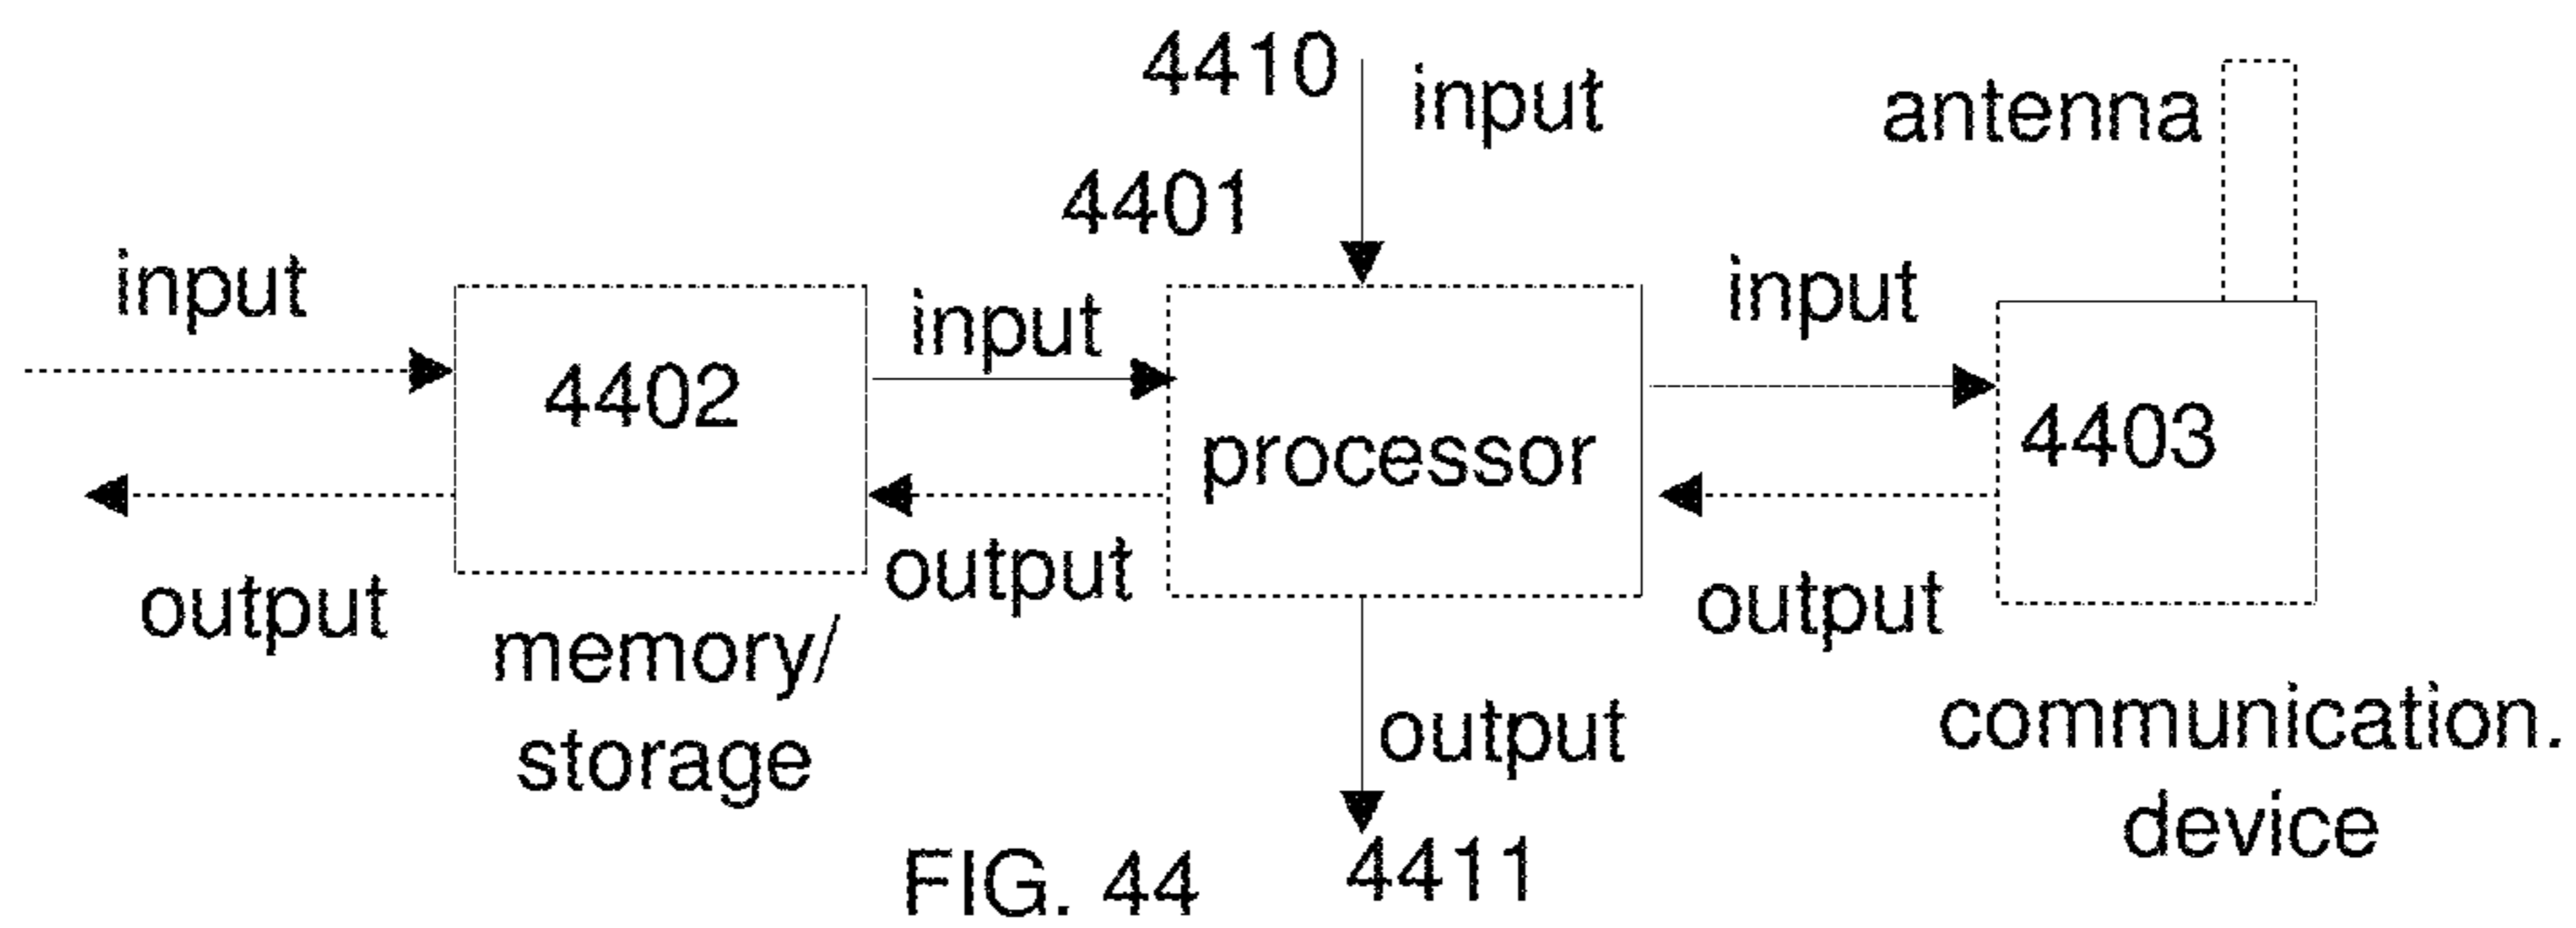 4410
input
antenna
4401
input
input
input
4402
4403
processor
output
output
output
memory/
storage
output
communication.
device
FIG. 44
4411